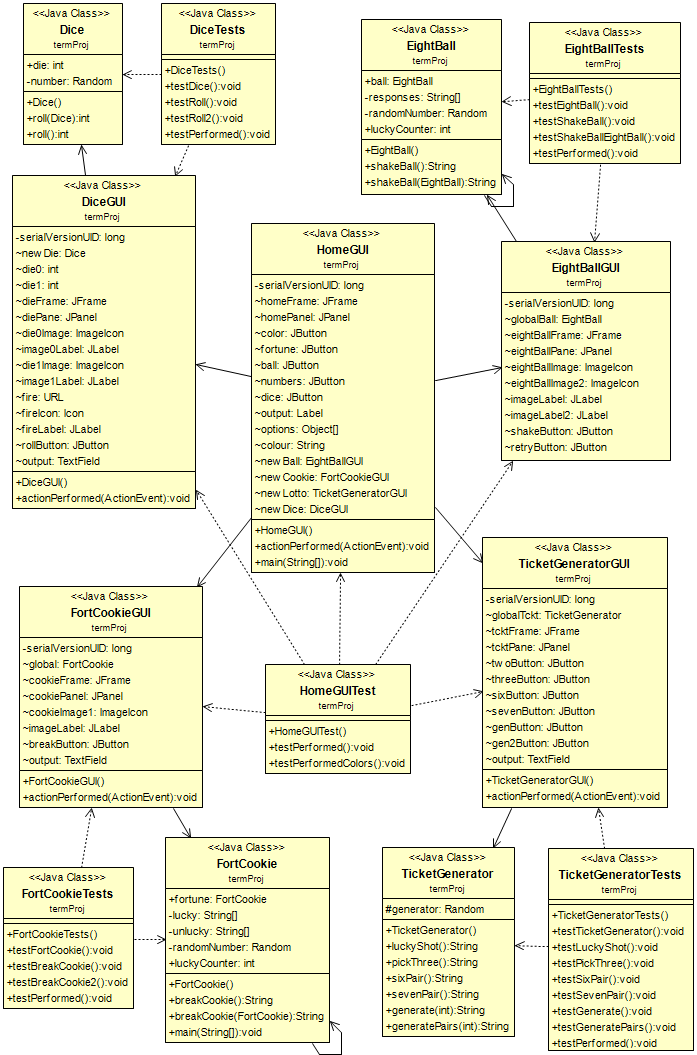 <<Java Class>>
Dice
termProj
+die: int
-number: Random
+Dice()
+roll(Dice):int
+roll():int
<<Java Class>>
DiceTests
termProj
+DiceTests()
+testDice():void
+testRoll():void
+testRoll2():void
+testPerformed():void
<<Java Class>>
EightBall
termProj
+ball: EightBall
-responses: String[]
-randomNumber: Random
+luckyCounter: int
+EightBall()
+shakeBall():String
+shakeBall(EightBall):String
<<Java Class>>
EightBallTests
termProj
+EightBallTests()
+testEightBall():void
+testShakeBall():void
+testShakeBallEightBall():void
+testPerformed():void
<<Java Class>>
DiceGUI
termProj
-serialVersionUID: long
~new Die: Dice
~die0: int
~die1: int
~dieFrame: JFrame
~diePane: JPanel
~die0Image: ImageIcon
~image0Label: JLabel
~die1Image: ImageIcon
~image1Label: JLabel
~fire: URL
~fireIcon: Icon
~fireLabel: JLabel
~rollButton: JButton
~output: TextField
+DiceGUI()
+actionPerformed(ActionEvent):void
<<Java Class>>
HomeGUI
termProj
-serialVersionUID: long
~homeFrame: JFrame
~homePanel: JPanel
~color: JButton
~fortune: JButton
~ball: JButton
~numbers: JButton
~dice: JButton
~output: Label
~options: Object[]
~colour: String
~new Ball: EightBallGUI
~new Cookie: FortCookieGUI
~new Lotto: TicketGeneratorGUI
~new Dice: DiceGUI
+HomeGUI()
+actionPerformed(ActionEvent):void
+main(String[]):void
<<Java Class>>
EightBallGUI
termProj
-serialVersionUID: long
~globalBall: EightBall
~eightBallFrame: JFrame
~eightBallPane: JPanel
~eightBallImage: ImageIcon
~eightBallImage2: ImageIcon
~imageLabel: JLabel
~imageLabel2: JLabel
~shakeButton: JButton
~retryButton: JButton
<<Java Class>>
FortCookieGUI
termProj
-serialVersionUID: long
~global: FortCookie
~cookieFrame: JFrame
~cookiePanel: JPanel
~cookieImage1: ImageIcon
~imageLabel: JLabel
~breakButton: JButton
~output: TextField
+FortCookieGUI()
+actionPerformed(ActionEvent):void
<<Java Class>>
HomeGUITest
termProj
+HomeGUITest()
+testPerformed():void
+testPerformedColors():void
<<Java Class>>
TicketGeneratorGUI
termProj
-serialVersionUID: long
~globalTckt: TicketGenerator
~tcktFrame: JFrame
~tcktPane: JPanel
~tw oButton: JButton
~threeButton: JButton
~sixButton: JButton
~sevenButton: JButton
~genButton: JButton
~gen2Button: JButton
~output: TextField
+TicketGeneratorGUI()
+actionPerformed(ActionEvent):void
<<Java Class>>
FortCookieTests
termProj
+FortCookieTests()
+testFortCookie():void
+testBreakCookie():void
+testBreakCookie2():void
+testPerformed():void
<<Java Class>>
FortCookie
termProj
+fortune: FortCookie
-lucky: String[]
-unlucky: String[]
-randomNumber: Random
+luckyCounter: int
+FortCookie()
+breakCookie():String
+breakCookie(FortCookie):String
+main(String[]):void
<<Java Class>>
TicketGenerator
termProj
#generator: Random
+TicketGenerator()
+luckyShot():String
+pickThree():String
+sixPair():String
+sevenPair():String
+generate(int):String
+generatePairs(int):String
<<Java Class>>
TicketGeneratorTests
termProj
+TicketGeneratorTests()
+testTicketGenerator():void
+testLuckyShot():void
+testPickThree():void
+testSixPair():void
+testSevenPair():void
+testGenerate():void
+testGeneratePairs():void
+testPerformed():void